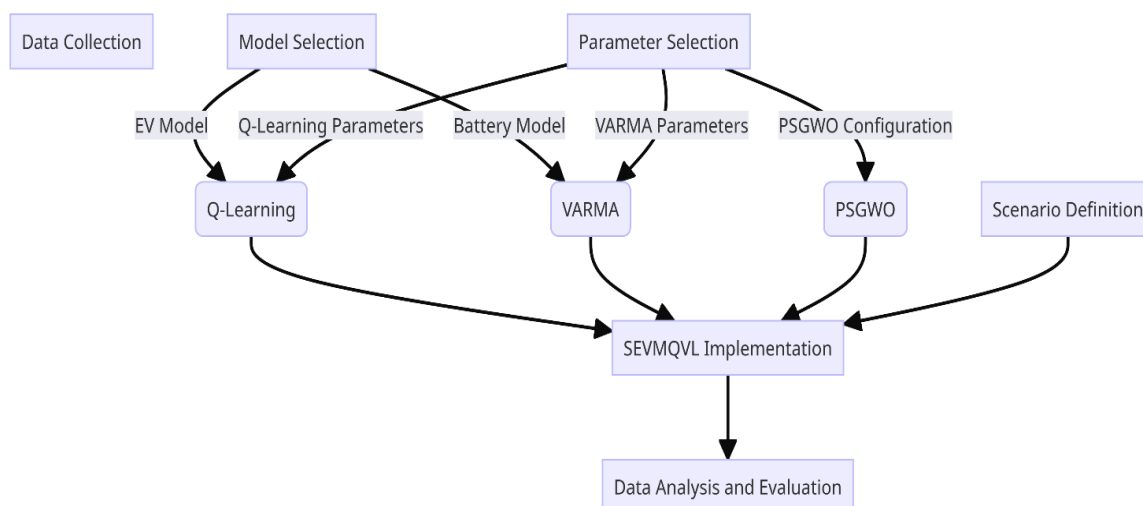 Data Collection
Model Selection
Parameter Selection
EV Model
Q-Learning Parameters
Battery Model
VARMA Parameters
PSGWO Configuration
Q-Learning
VARMA
PSGWO
Scenario Definition
SEVMQVL Implementation
Data Analysis and Evaluation